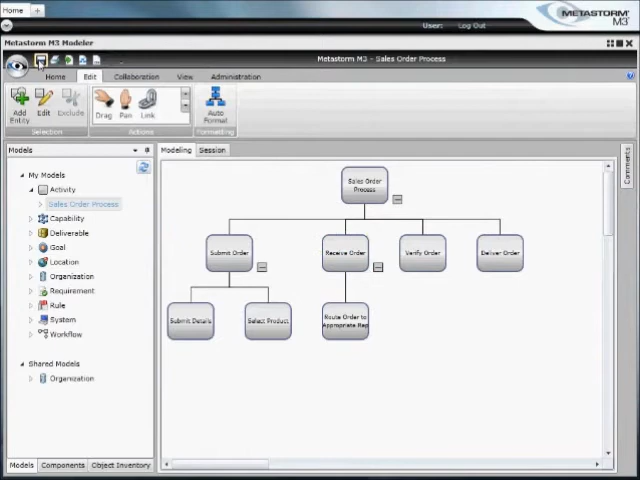 Home +
METASTORM
M3
User: Log Out
Metastorm M3 Modeler
Metastorm M3 - Sales Order Process
Home Edit Collaboration View Administration
Add Entity Edit Exclude
Drag Pan Link
Auto Format
Selection Actions Formatting
Models
Modeling Session
Comments
My Models
Activity
Sales Order Process
Capability
Deliverable
Goal
Location
Organization
Requirement
Rule
System
Workflow
Shared Models
Organization
Sales Order
Process
Submit Order Receive Order Verify Order Deliver Order
Submit Details Select Product Route Order to
Appropriate Rep
Models Components Object Inventory